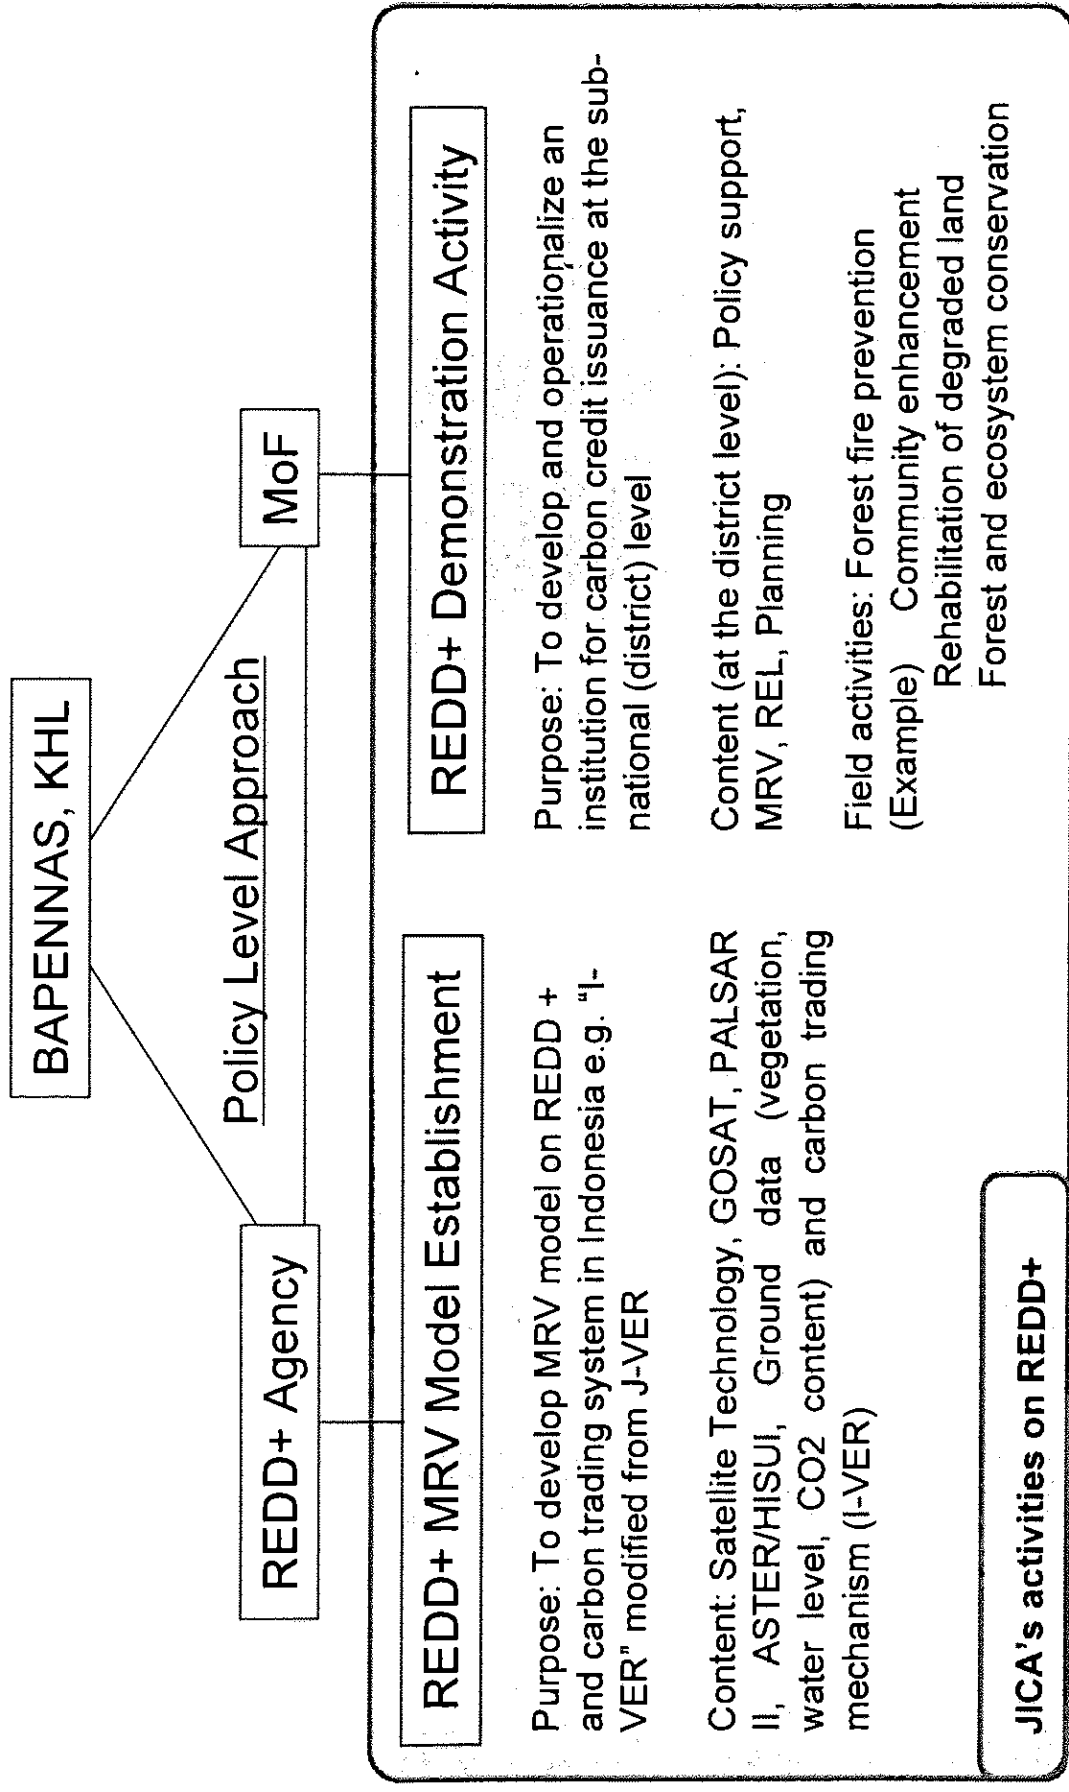 BAPENNAS, KHL
Policy Level Approach
REDD+ Agency
MoF
REDD+ MRV Model Establishment
Purpose: To develop MRV model on REDD +
and carbon trading system in Indonesia e.g. “I-
VER” modified from J-VER
Content: Satellite Technology, GOSAT, PALSAR
II, ASTER/HISUI, Ground data (vegetation,
water level, CO2 content) and carbon trading
mechanism (I-VER)
REDD+ Demonstration Activity
Purpose: To develop and operationalize an
institution for carbon credit issuance at the sub-
national (district) level
Content (at the district level): Policy support,
MRV, REL, Planning
Field activities: Forest fire prevention
(Example) Community enhancement
Rehabilitation of degraded land
Forest and ecosystem conservation
JICA's activities on REDD+